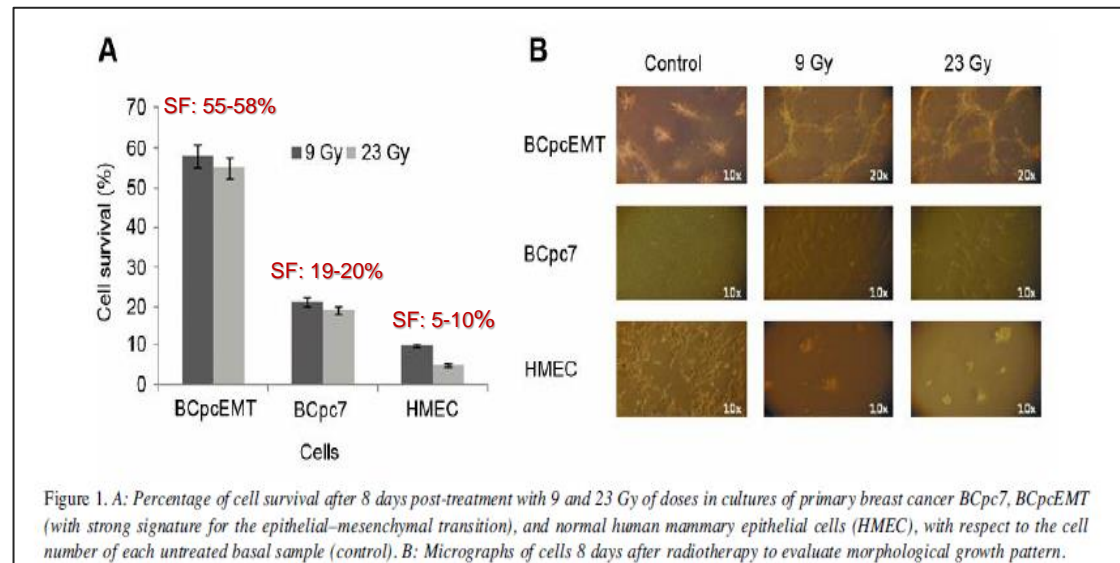 A
SF: 55-58%
9 Gy 23 Gy
SF: 19-20%
SF: 5-10%
Cell survival (%)
70
60
50
40
30
20
10
0
BCpcEMT BCpc7 HMEC
Cells
B
Control 9 Gy 23 Gy
BCpcEMT
10x 20x 20x
BCpc7
10x 10x 10x
HMEC
10x 10x 10x
Figure 1. A: Percentage of cell survival after 8 days post-treatment with 9 and 23 Gy of doses in cultures of primary breast cancer BCpc7, BCpcEMT
(with strong signature for the epithelial–mesenchymal transition), and normal human mammary epithelial cells (HMEC), with respect to the cell
number of each untreated basal sample (control). B: Micrographs of cells 8 days after radiotherapy to evaluate morphological growth pattern.